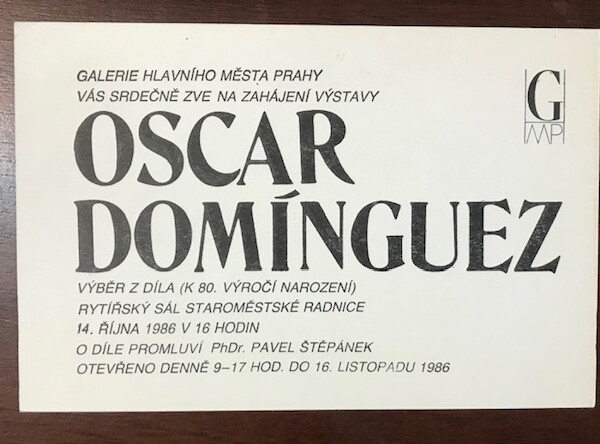 GALERIE HLAVNÍHO MĚSTA PRAHY
VÁS SRDEČNĚ ZVE NA ZAHÁJENÍ VÝSTAVY
G
MP
OSCAR
DOMÍNGUEZ
VÝBĚR Z DÍLA (K 80. VÝROČÍ NAROZENÍ)
RYTÍŘSKÝ SÁL STAROMĚSTSKÉ RADNICE
14. ŘÍJNA 1986 V 16 HODIN
O DÍLE PROMLUVÍ PhDr. PAVEL ŠTĚPÁNEK
OTEVŘENO DENNĚ 9–17 HOD. DO 16. LISTOPADU 1986